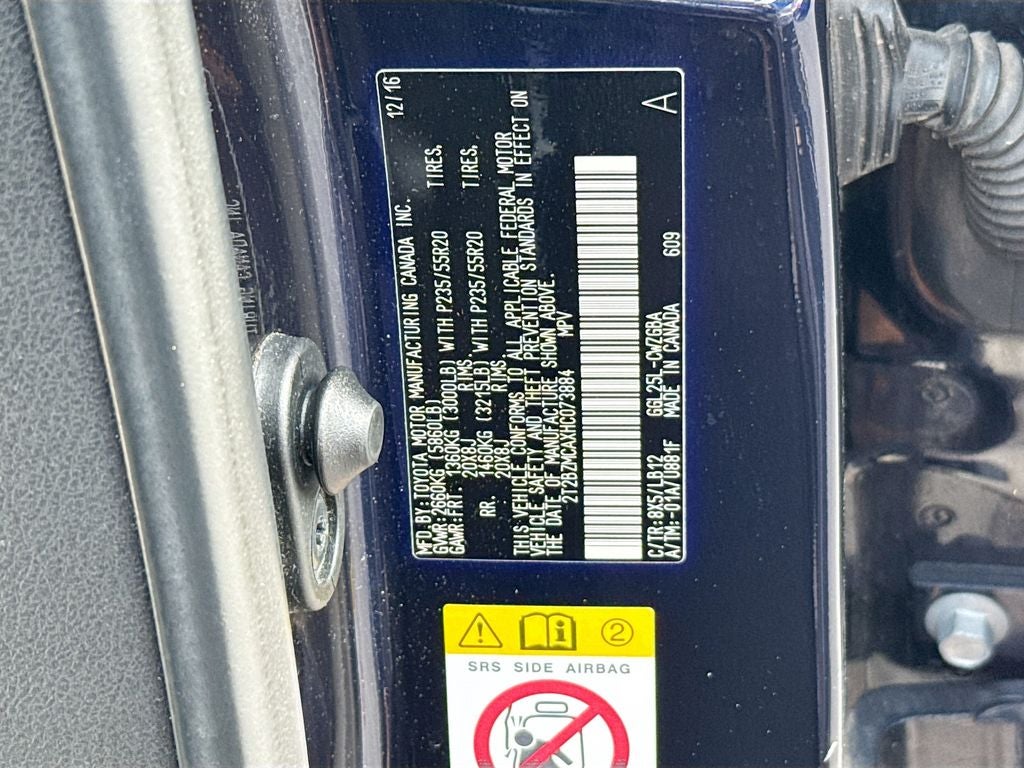 MFD.BY:TOYOTA MOTOR MANUFACTURING CANADA INC. 12/16
GVWR:2660KG (5860LB)
GAWR:FRT. 1360KG (3000LB) WITH P235/55R20 TIRES,
20X8J RIMS.
RR. 1460KG (3215LB) WITH P235/55R20 TIRES,
20X8J RIMS.
THIS VEHICLE CONFORMS TO ALL APPLICABLE FEDERAL MOTOR
VEHICLE SAFETY AND THEFT PREVENTION STANDARDS IN EFFECT ON
THE DATE OF MANUFACTURE SHOWN ABOVE.
2T2BZMCAXHC073884 MPV
C/TR:8X5/LB12 GGL25L-CWZGBA 609
A/TM:-01A/U881F MADE IN CANADA A
2
SRS SIDE AIRBAG